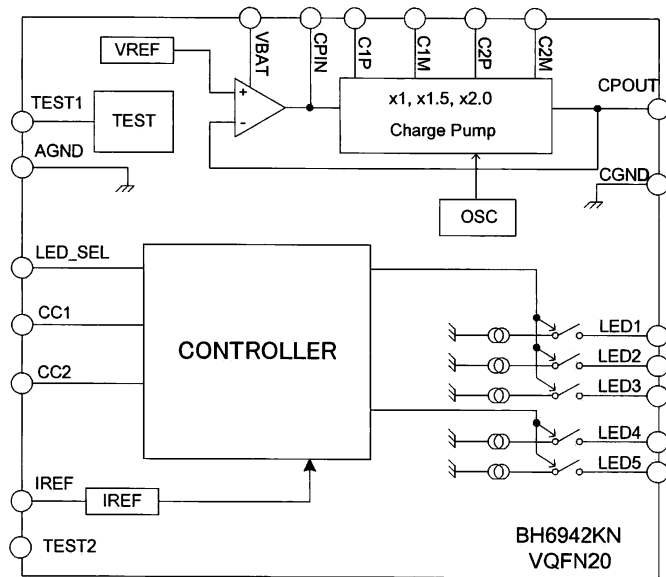 VBAT
CPIN
C1P
C1M
C2P
C2M
VREF
+
-
x1, x1.5, x2.0
Charge Pump
CPOUT
TEST1
TEST
AGND
CGND
OSC
LED_SEL
CC1
CC2
CONTROLLER
LED1
LED2
LED3
LED4
LED5
IREF
IREF
TEST2
BH6942KN
VQFN20